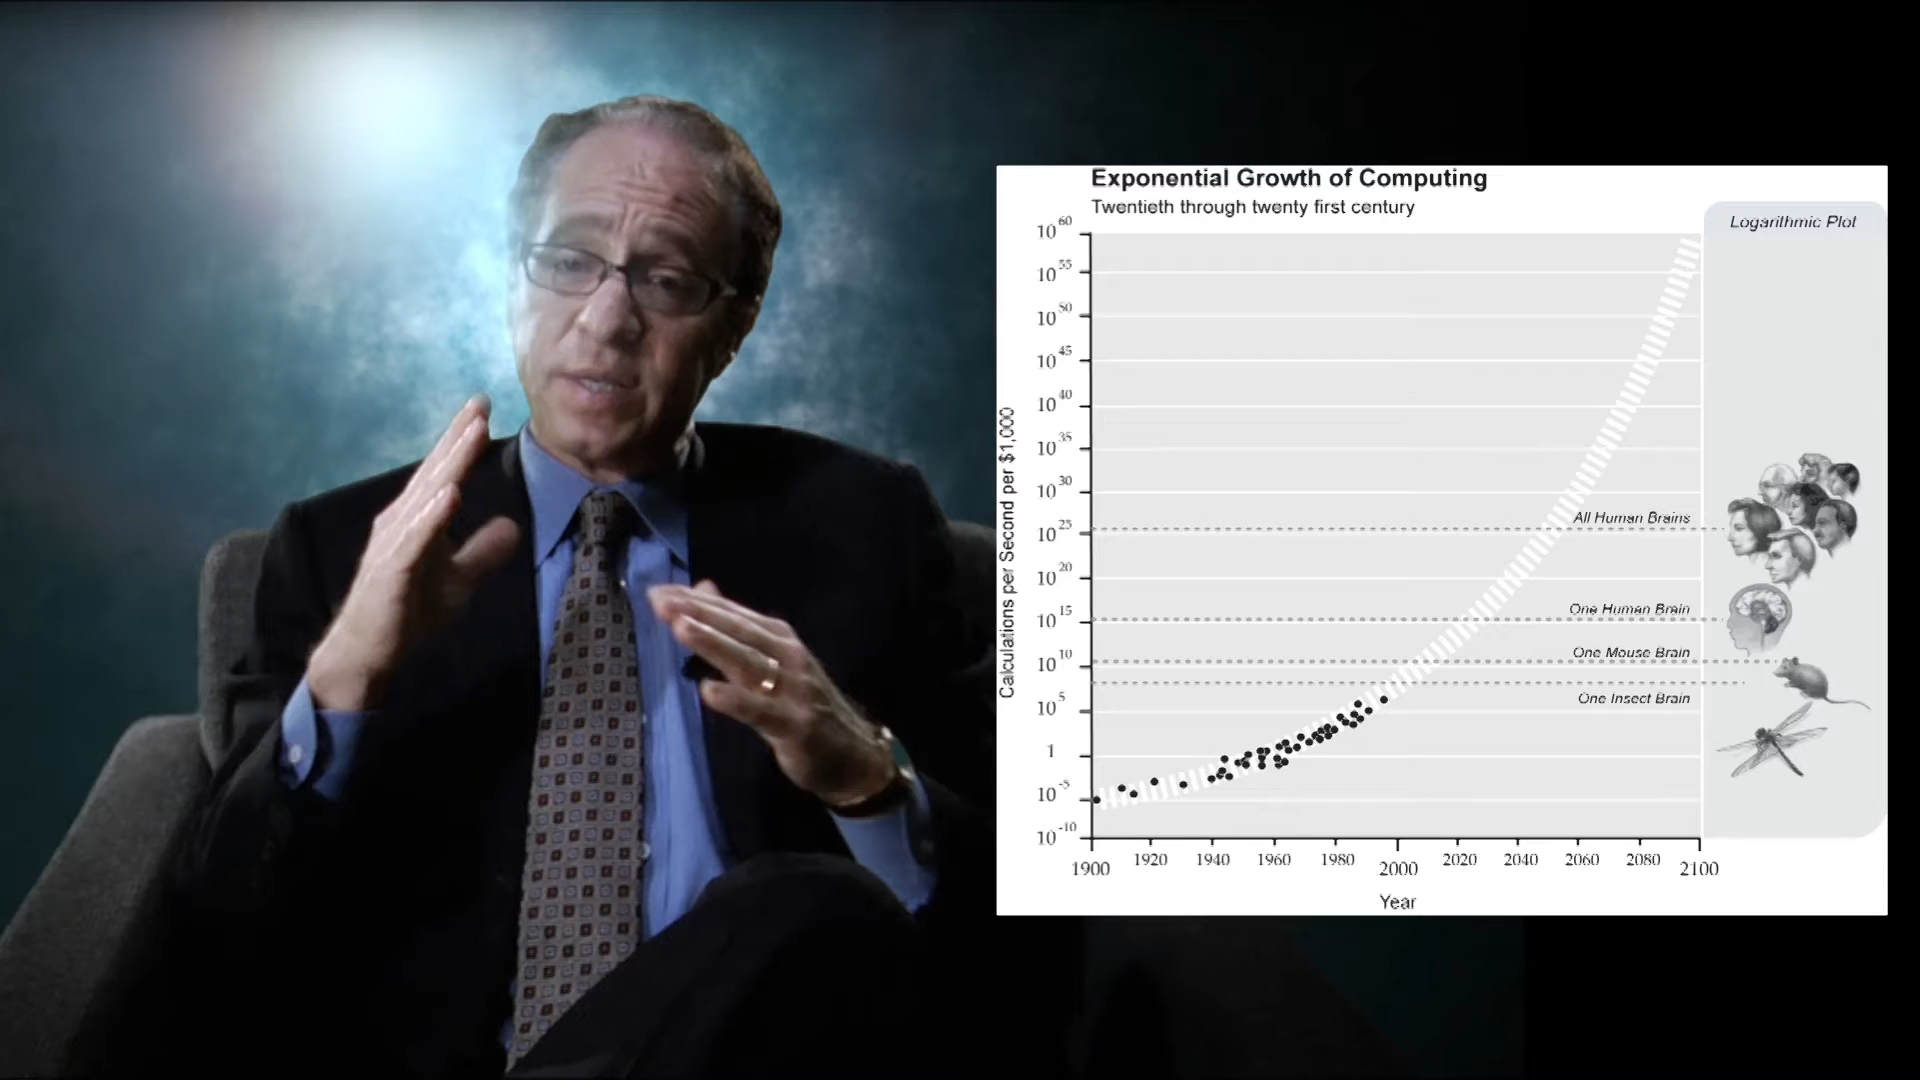 Exponential Growth of Computing
Twentieth through twenty first century
Logarithmic Plot
10^60
10^55
10^50
10^45
10^40
10^35
10^30
10^25
10^20
10^15
10^10
10^5
1
10^-5
10^-10
Calculations per Second per $1,000
All Human Brains
One Human Brain
One Mouse Brain
One Insect Brain
1900 1920 1940 1960 1980 2000 2020 2040 2060 2080 2100
Year